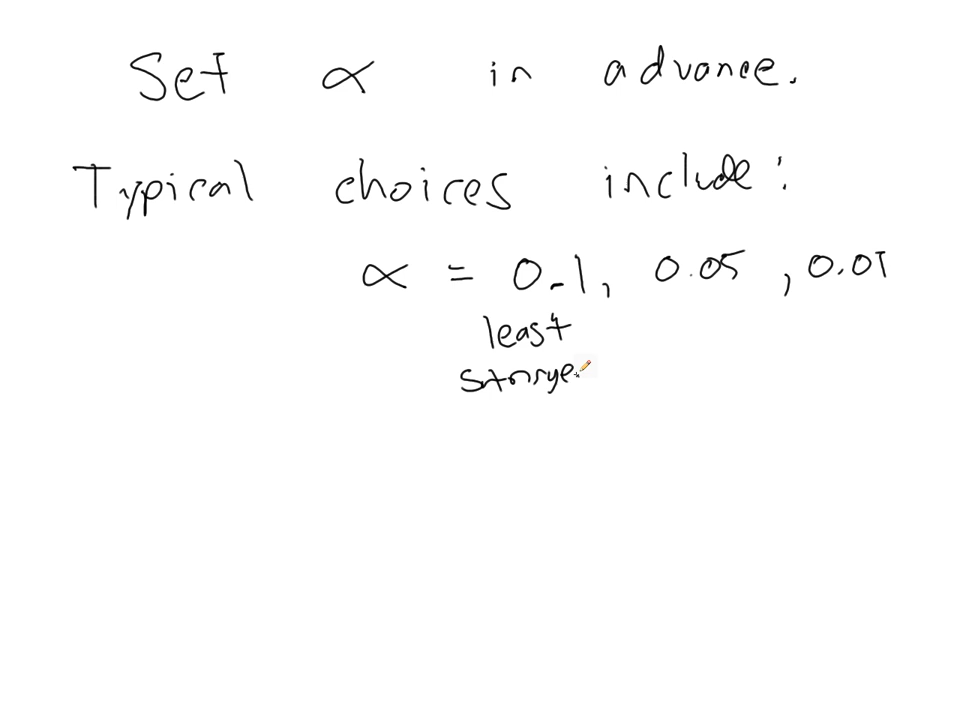 Set α in advance.
Typical choices include:
α = 0.1, 0.05, 0.01
least